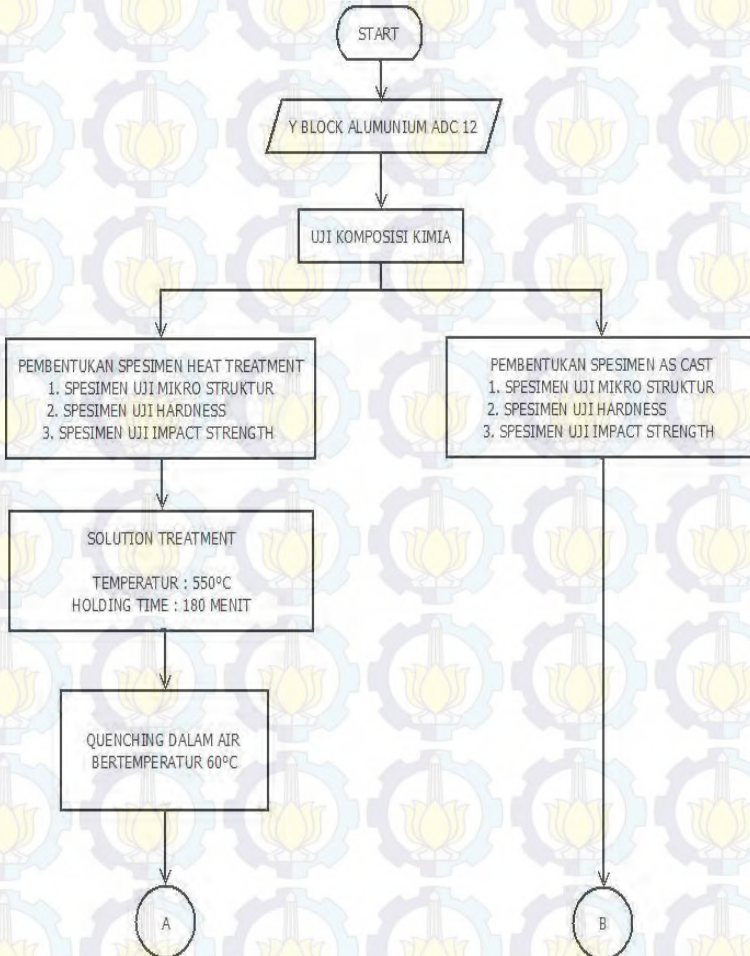 START
Y BLOCK ALUMUNIUM ADC 12
UJI KOMPOSISI KIMIA
PEMBENTUKAN SPESIMEN HEAT TREATMENT
1. SPESIMEN UJI MIKRO STRUKTUR
2. SPESIMEN UJI HARDNESS
3. SPESIMEN UJI IMPACT STRENGTH
PEMBENTUKAN SPESIMEN AS CAST
1. SPESIMEN UJI MIKRO STRUKTUR
2. SPESIMEN UJI HARDNESS
3. SPESIMEN UJI IMPACT STRENGTH
SOLUTION TREATMENT
TEMPERATUR : 550ºC
HOLDING TIME : 180 MENIT
QUENCHING DALAM AIR
BERTEMPERATUR 60ºC
A
B